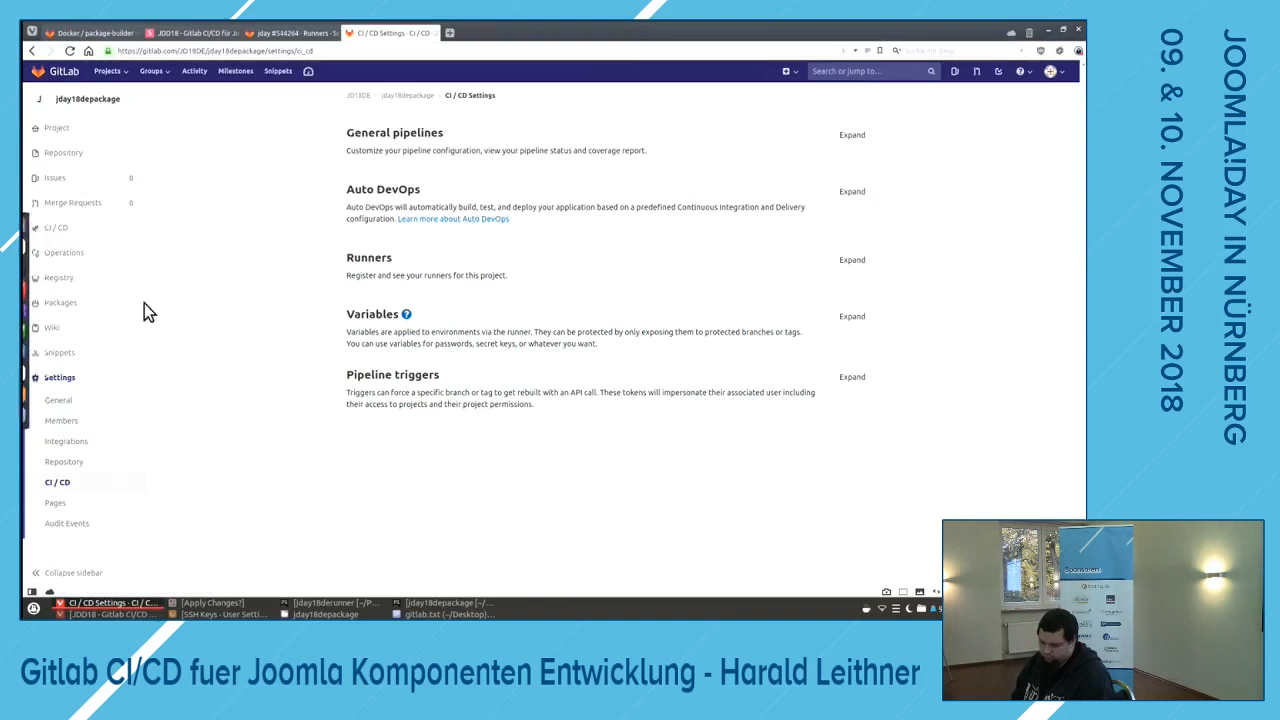 Docker / package-builder
JDD18 - Gitlab CI/CD für Jo
jday #544264 - Runners - S
CI / CD Settings · CI / CD ·
https://gitlab.com/JD18DE/jday18depackage/settings/ci_cd
GitLab
Projects
Groups
Activity
Milestones
Snippets
Search or jump to...
J
jday18depackage
Project
Repository
Issues
0
Merge Requests
0
CI / CD
Operations
Registry
Packages
Wiki
Snippets
Settings
General
Members
Integrations
Repository
CI / CD
Pages
Audit Events
Collapse sidebar
JD18DE
jday18depackage
CI / CD Settings
General pipelines
Expand
Customize your pipeline configuration, view your pipeline status and coverage report.
Auto DevOps
Expand
Auto DevOps will automatically build, test, and deploy your application based on a predefined Continuous Integration and Delivery
configuration. Learn more about Auto DevOps
Runners
Expand
Register and see your runners for this project.
Variables
Expand
Variables are applied to environments via the runner. They can be protected by only exposing them to protected branches or tags.
You can use variables for passwords, secret keys, or whatever you want.
Pipeline triggers
Expand
Triggers can force a specific branch or tag to get rebuilt with an API call. These tokens will impersonate their associated user including
their access to projects and their project permissions.
CI / CD Settings · CI / C...
[Apply Changes?]
[jday18derunner [~/P...
[jday18depackage [~/...
[JDD18 - Gitlab CI/CD ...
[SSH Keys · User Setti...
jday18depackage
gitlab.txt (~/Desktop)...
JOOMLA!DAY IN NÜRNBERG
09. & 10. NOVEMBER 2018
Sponsoren!
Gitlab CI/CD fuer Joomla Komponenten Entwicklung - Harald Leithner